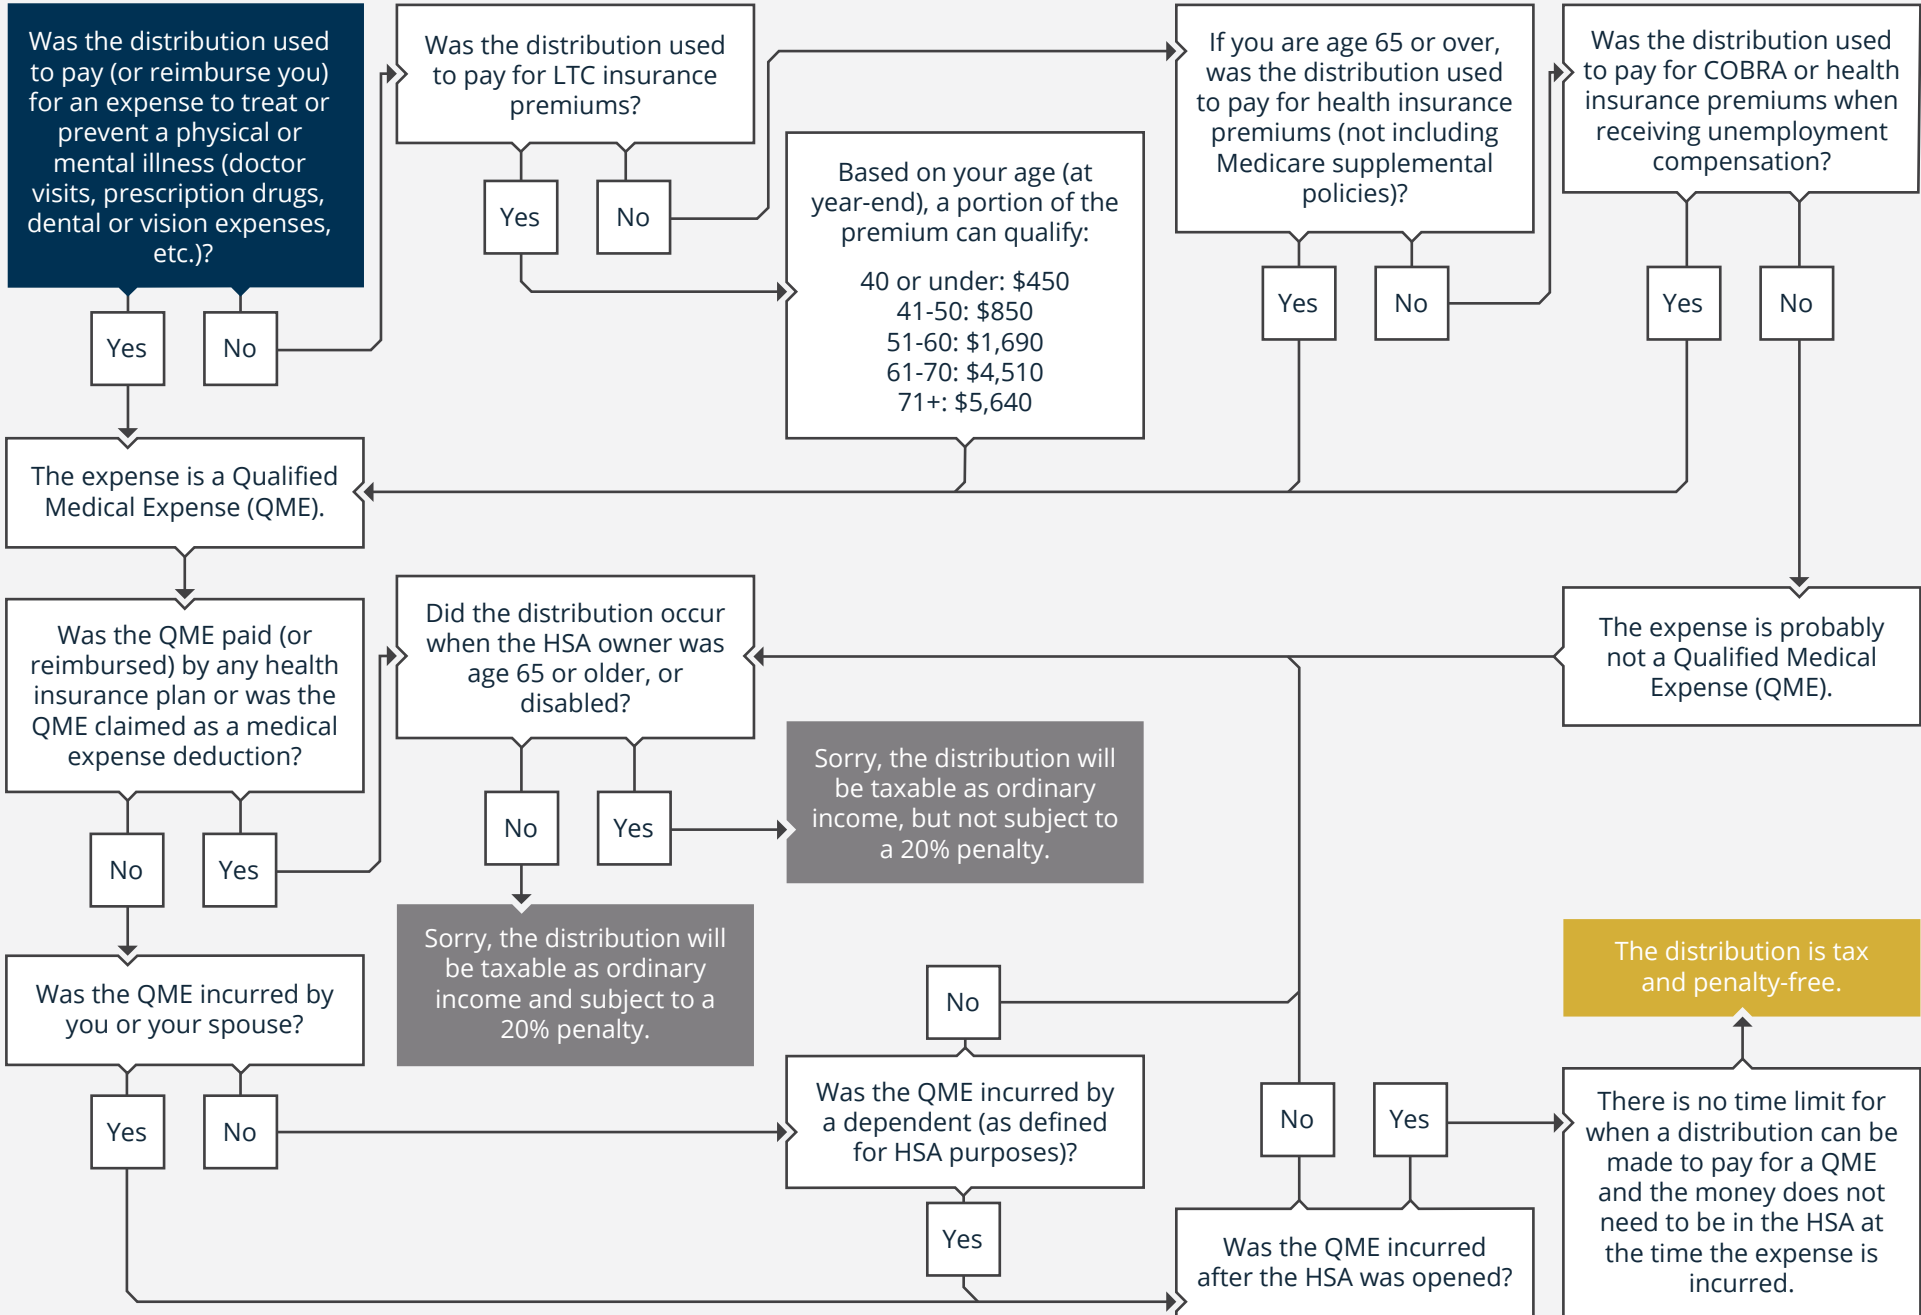 Was the distribution used
to pay (or reimburse you)
for an expense to treat or
prevent a physical or
mental illness (doctor
visits, prescription drugs,
dental or vision expenses,
etc.)?
Yes
No
Was the distribution used
to pay for LTC insurance
premiums?
Yes
No
Based on your age (at
year-end), a portion of the
premium can qualify:
40 or under: $450
41-50: $850
51-60: $1,690
61-70: $4,510
71+: $5,640
If you are age 65 or over,
was the distribution used
to pay for health insurance
premiums (not including
Medicare supplemental
policies)?
Yes
No
Was the distribution used
to pay for COBRA or health
insurance premiums when
receiving unemployment
compensation?
Yes
No
The expense is a Qualified
Medical Expense (QME).
The expense is probably
not a Qualified Medical
Expense (QME).
Was the QME paid (or
reimbursed) by any health
insurance plan or was the
QME claimed as a medical
expense deduction?
No
Yes
Did the distribution occur
when the HSA owner was
age 65 or older, or
disabled?
No
Yes
Sorry, the distribution will
be taxable as ordinary
income, but not subject to
a 20% penalty.
Sorry, the distribution will
be taxable as ordinary
income and subject to a
20% penalty.
Was the QME incurred by
you or your spouse?
Yes
No
No
Was the QME incurred by
a dependent (as defined
for HSA purposes)?
Yes
No
Yes
Was the QME incurred
after the HSA was opened?
There is no time limit for
when a distribution can be
made to pay for a QME
and the money does not
need to be in the HSA at
the time the expense is
incurred.
The distribution is tax
and penalty-free.